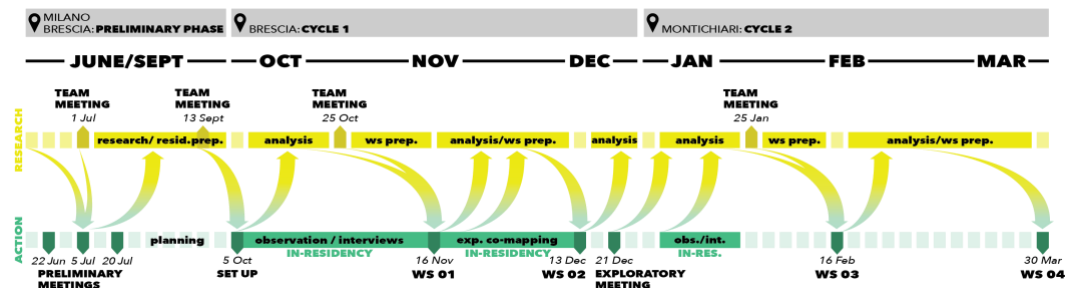 MILANO
BRESCIA: PRELIMINARY PHASE
BRESCIA: CYCLE 1
MONTICHIARI: CYCLE 2
JUNE/SEPT
OCT
NOV
DEC
JAN
FEB
MAR
TEAM
MEETING
1 Jul
TEAM
MEETING
13 Sept
TEAM
MEETING
25 Oct
TEAM
MEETING
25 Jan
RESEARCH
research/ resid.prep.
analysis
ws prep.
analysis/ws prep.
analysis
analysis
ws prep.
analysis/ws prep.
ACTION
planning
observation / interviews
IN-RESIDENCY
exp. co-mapping
IN-RESIDENCY
obs./int.
IN-RES.
22 Jun
5 Jul
20 Jul
PRELIMINARY
MEETINGS
5 Oct
SET UP
16 Nov
WS 01
13 Dec
WS 02
21 Dec
EXPLORATORY
MEETING
16 Feb
WS 03
30 Mar
WS 04